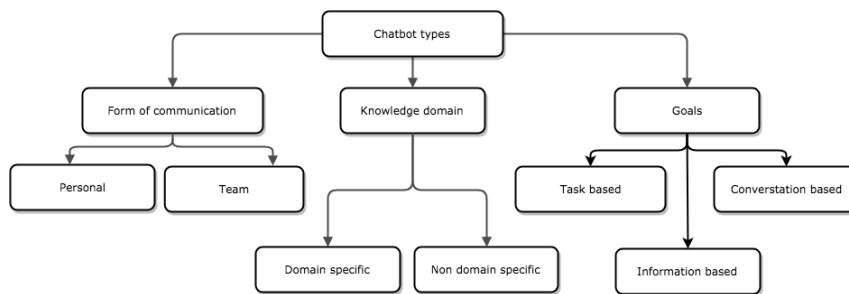 Chatbot types
Form of communication
Knowledge domain
Goals
Personal
Team
Task based
Converstation based
Domain specific
Non domain specific
Information based